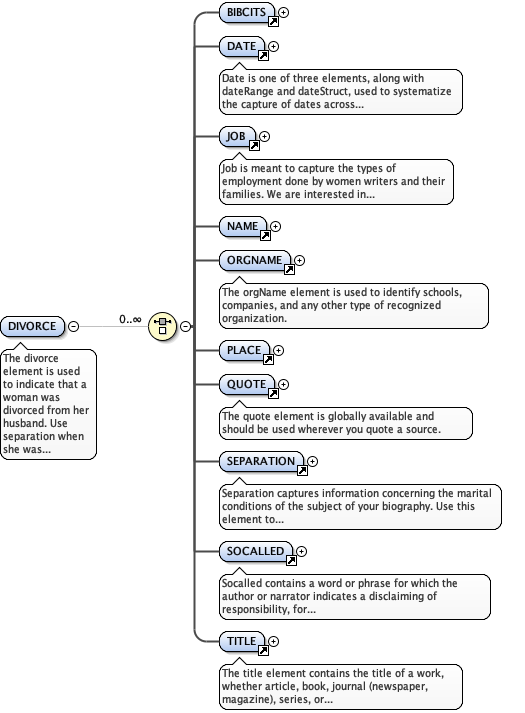 BIBCITS
DATE
Date is one of three elements, along with
dateRange and dateStruct, used to systematize
the capture of dates across...
JOB
Job is meant to capture the types of
employment done by women writers and their
families. We are interested in...
NAME
ORGNAME
The orgName element is used to identify schools,
companies, and any other type of recognized
organization.
DIVORCE
0..∞
The divorce
element is used
to indicate that a
woman was
divorced from her
husband. Use
separation when
she was...
PLACE
QUOTE
The quote element is globally available and
should be used wherever you quote a source.
SEPARATION
Separation captures information concerning the marital
conditions of the subject of your biography. Use this
element to...
SOCALLED
Socalled contains a word or phrase for which the
author or narrator indicates a disclaiming of
responsibility, for...
TITLE
The title element contains the title of a work,
whether article, book, journal (newspaper,
magazine), series, or...